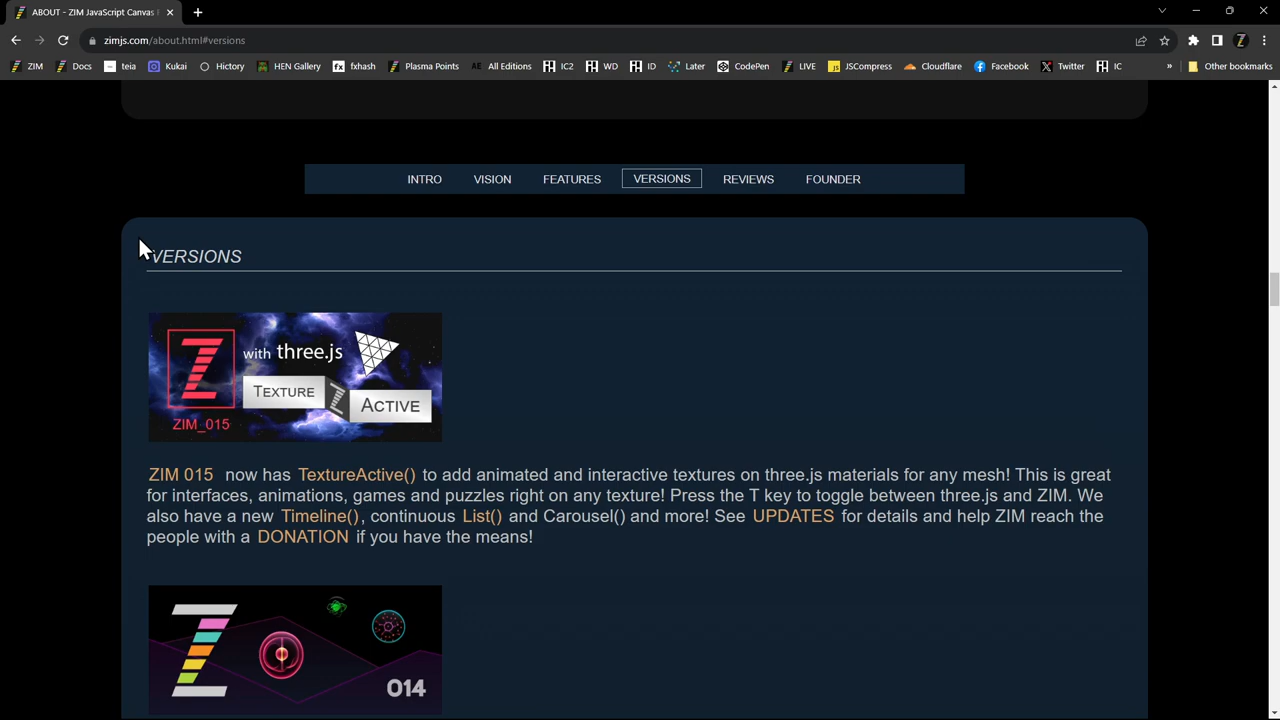 ABOUT - ZIM JavaScript Canvas
zimjs.com/about.html#versions
ZIM Docs teia Kukai Hictory HEN Gallery fxhash Plasma Points All Editions IC2 WD ID Later CodePen LIVE JSCompress Cloudflare Facebook Twitter IC » Other bookmarks
INTRO VISION FEATURES VERSIONS REVIEWS FOUNDER
VERSIONS
with three.js
TEXTURE
ACTIVE
ZIM_015
ZIM 015 now has TextureActive() to add animated and interactive textures on three.js materials for any mesh! This is great
for interfaces, animations, games and puzzles right on any texture! Press the T key to toggle between three.js and ZIM. We
also have a new Timeline(), continuous List() and Carousel() and more! See UPDATES for details and help ZIM reach the
people with a DONATION if you have the means!
014